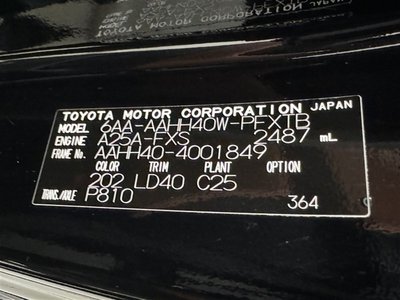 TOYOTA MOTOR CORPORATION JAPAN
MODEL 6AA-AAHH40W-PFXTB
ENGINE A25A-FXS 2487 mL
FRAME No. AAHH40-4001849
COLOR TRIM PLANT OPTION
202 LD40 C25
TRANS./AXLE P810 364